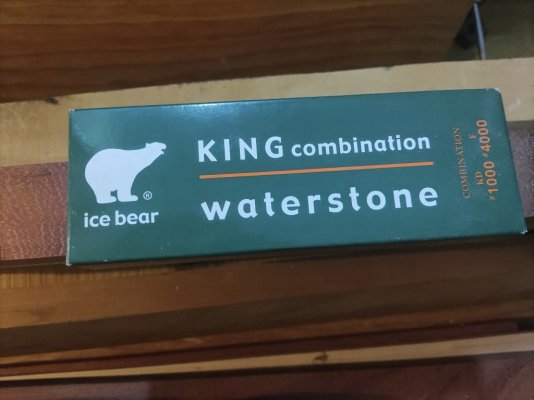 KING combination
waterstone
ice bear
®
COMBINATION
KD F
#1000 #4000